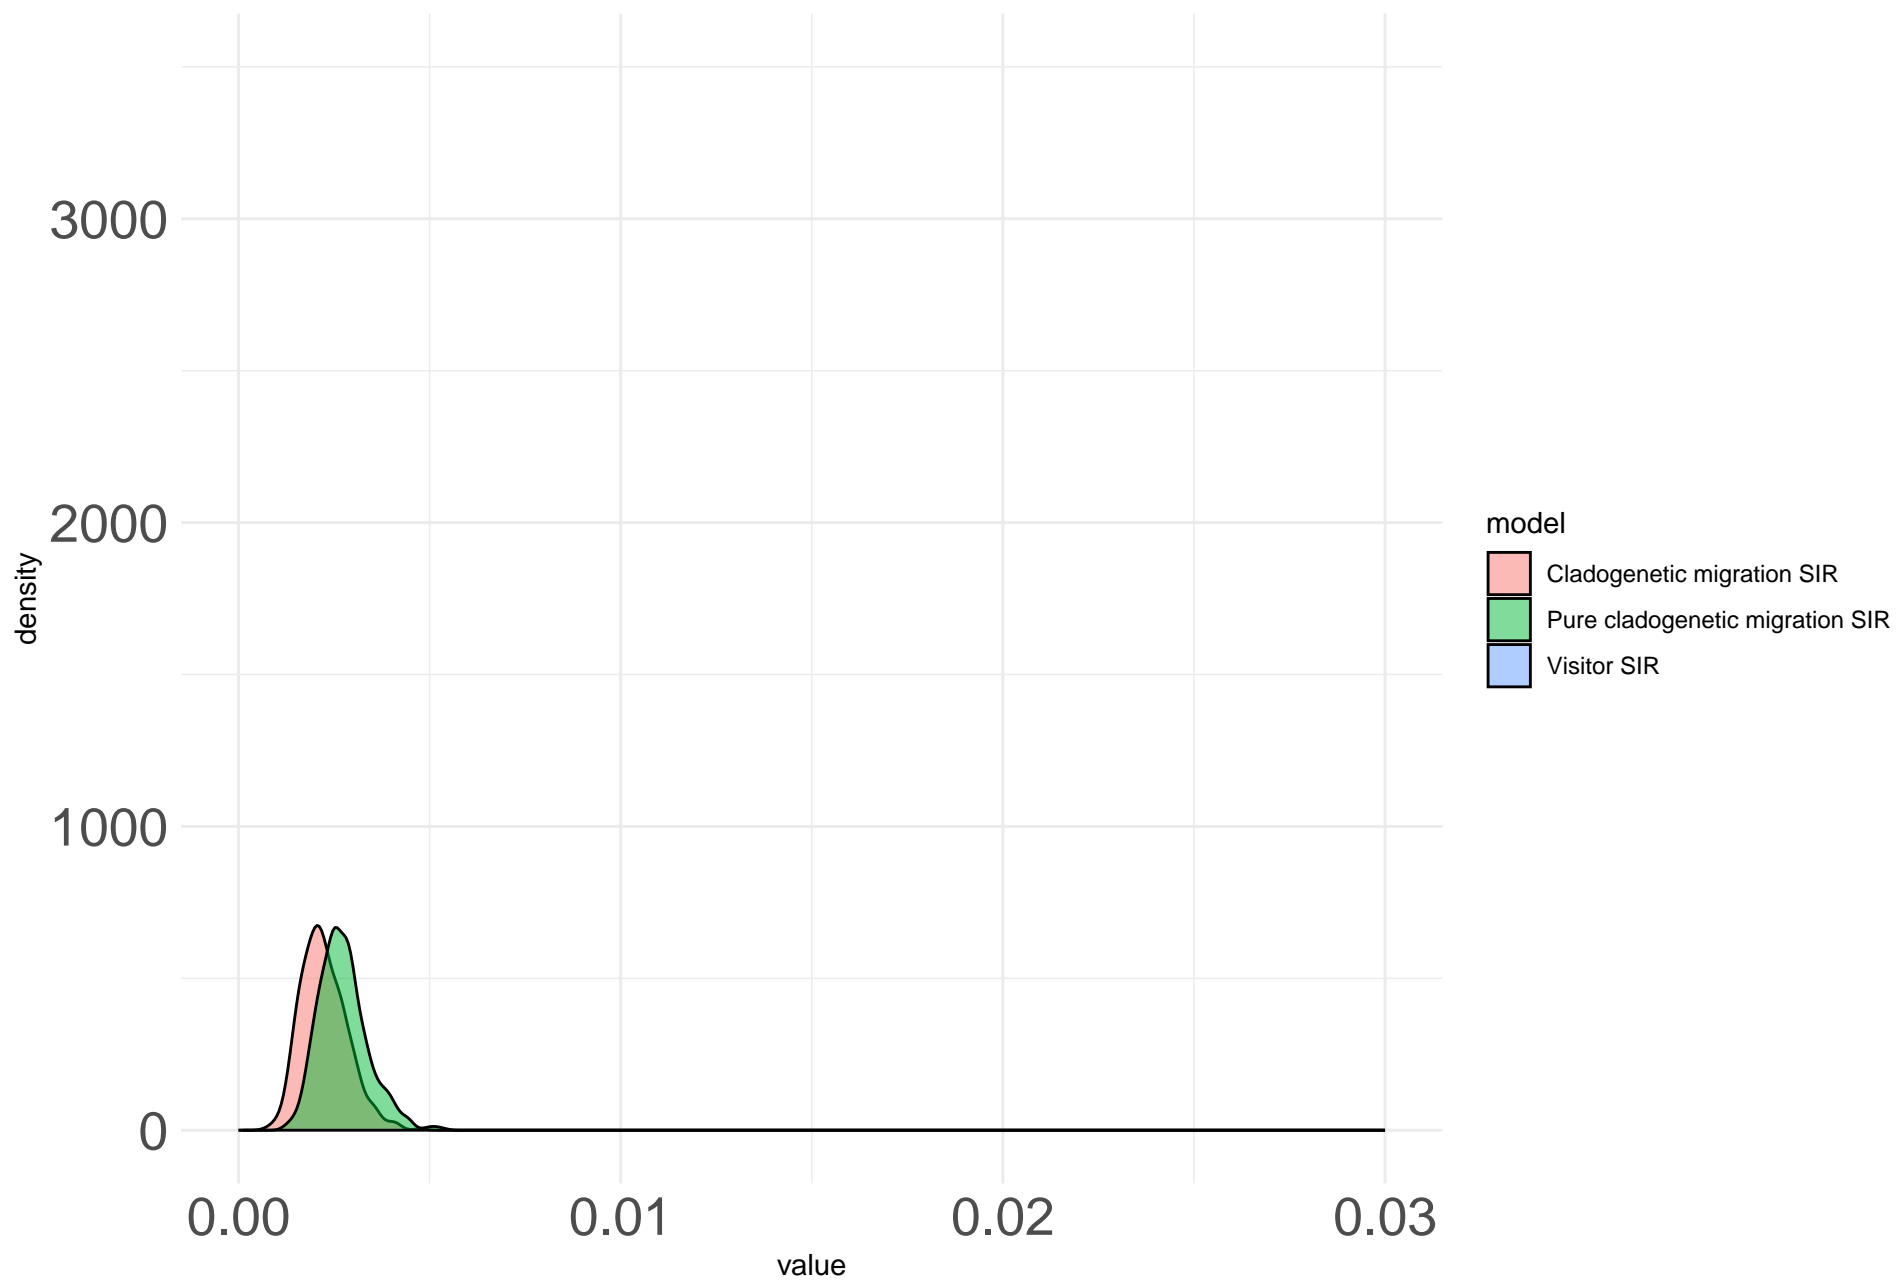 3000
2000
1000
0
density
0.00
0.01
0.02
0.03
value
model
Cladogenetic migration SIR
Pure cladogenetic migration SIR
Visitor SIR